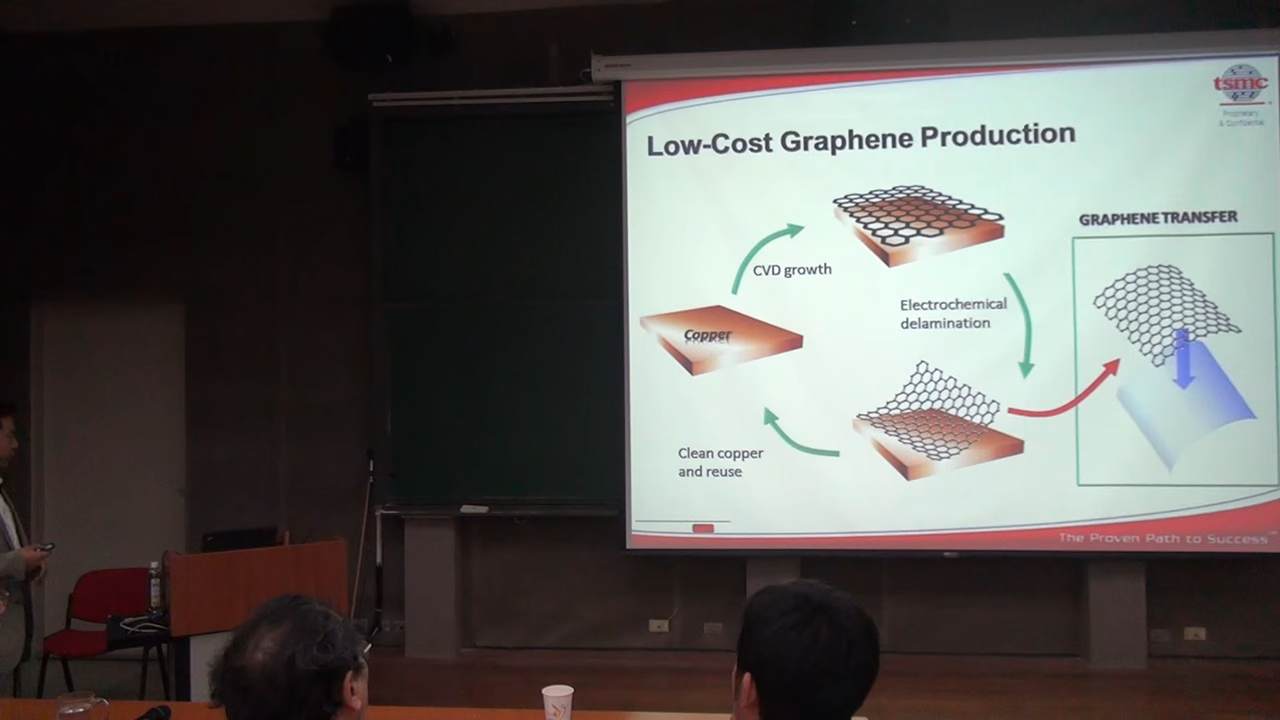 tsmc
Proprietary
& Confidential
Low-Cost Graphene Production
GRAPHENE TRANSFER
CVD growth
Electrochemical
delamination
Copper
Clean copper
and reuse
The Proven Path to Success